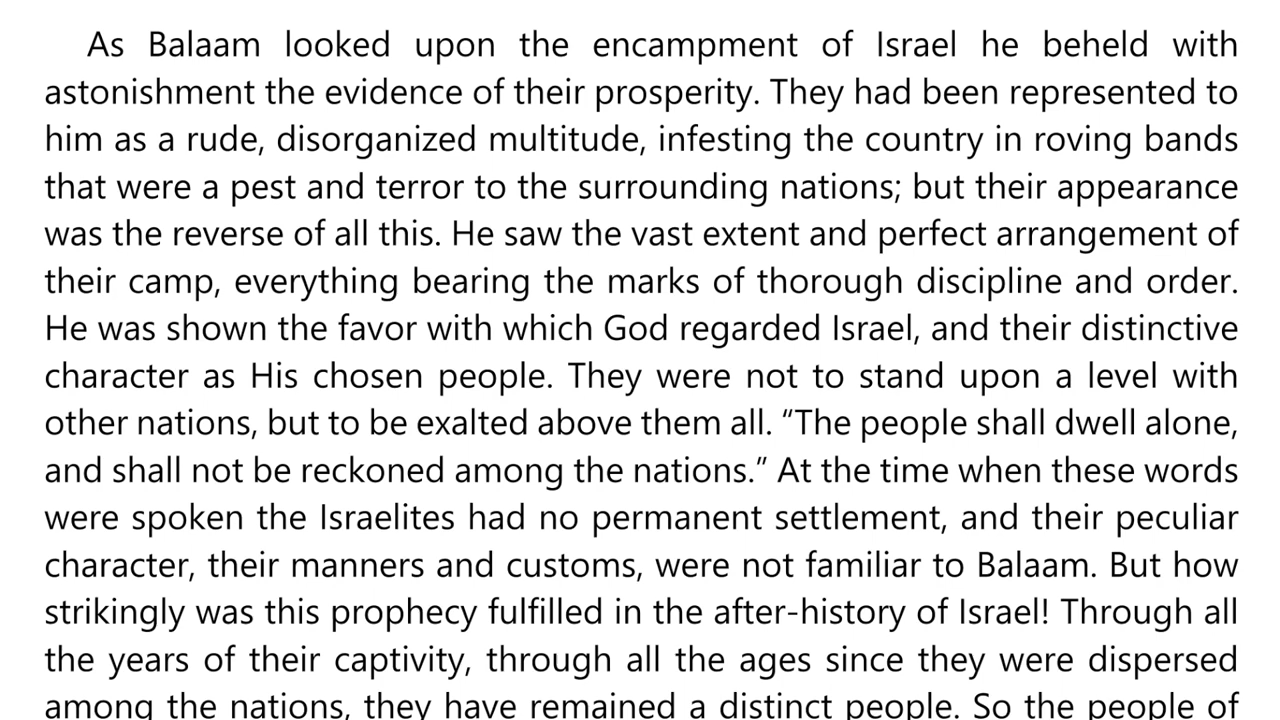 As Balaam looked upon the encampment of Israel he beheld with
astonishment the evidence of their prosperity. They had been represented to
him as a rude, disorganized multitude, infesting the country in roving bands
that were a pest and terror to the surrounding nations; but their appearance
was the reverse of all this. He saw the vast extent and perfect arrangement of
their camp, everything bearing the marks of thorough discipline and order.
He was shown the favor with which God regarded Israel, and their distinctive
character as His chosen people. They were not to stand upon a level with
other nations, but to be exalted above them all. “The people shall dwell alone,
and shall not be reckoned among the nations.” At the time when these words
were spoken the Israelites had no permanent settlement, and their peculiar
character, their manners and customs, were not familiar to Balaam. But how
strikingly was this prophecy fulfilled in the after-history of Israel! Through all
the years of their captivity, through all the ages since they were dispersed
among the nations, they have remained a distinct people. So the people of